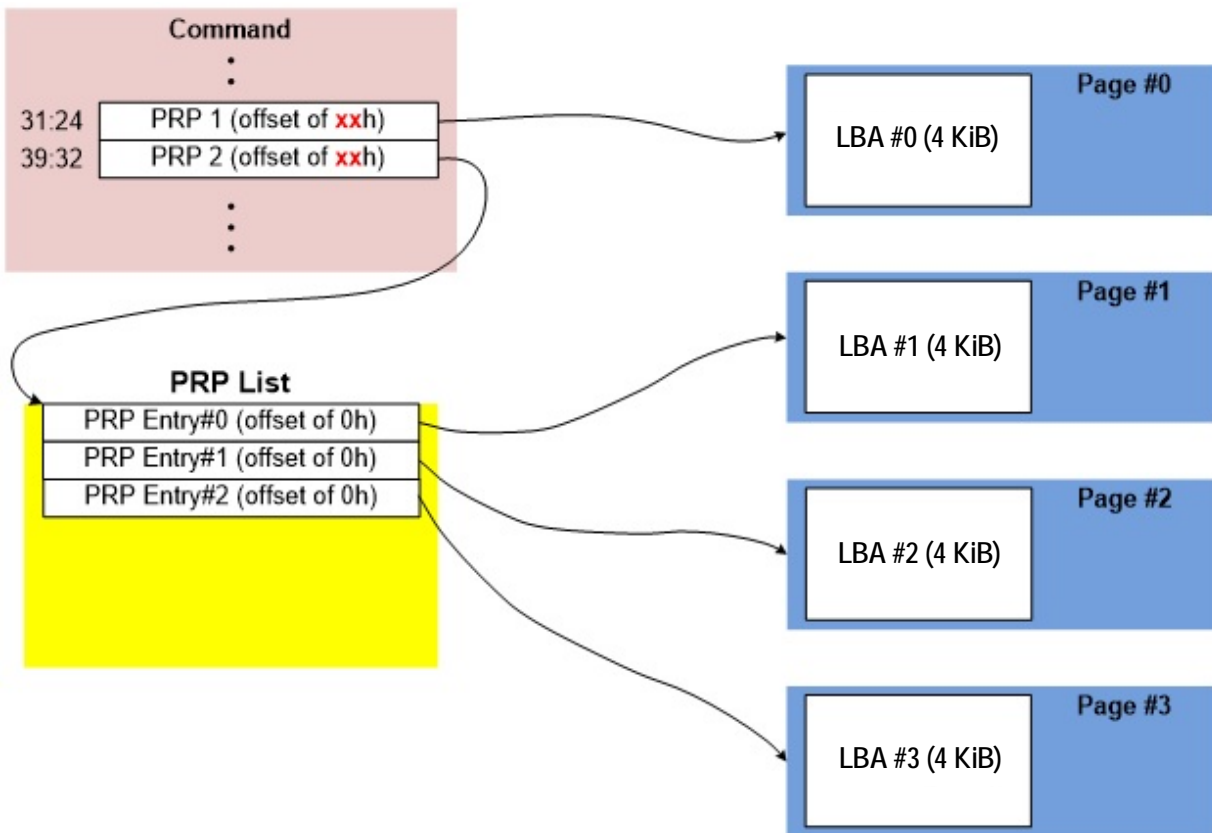 Command
31:24 PRP 1 (offset of xxh)
39:32 PRP 2 (offset of xxh)
PRP List
PRP Entry#0 (offset of 0h)
PRP Entry#1 (offset of 0h)
PRP Entry#2 (offset of 0h)
Page #0
LBA #0 (4 KiB)
Page #1
LBA #1 (4 KiB)
Page #2
LBA #2 (4 KiB)
Page #3
LBA #3 (4 KiB)